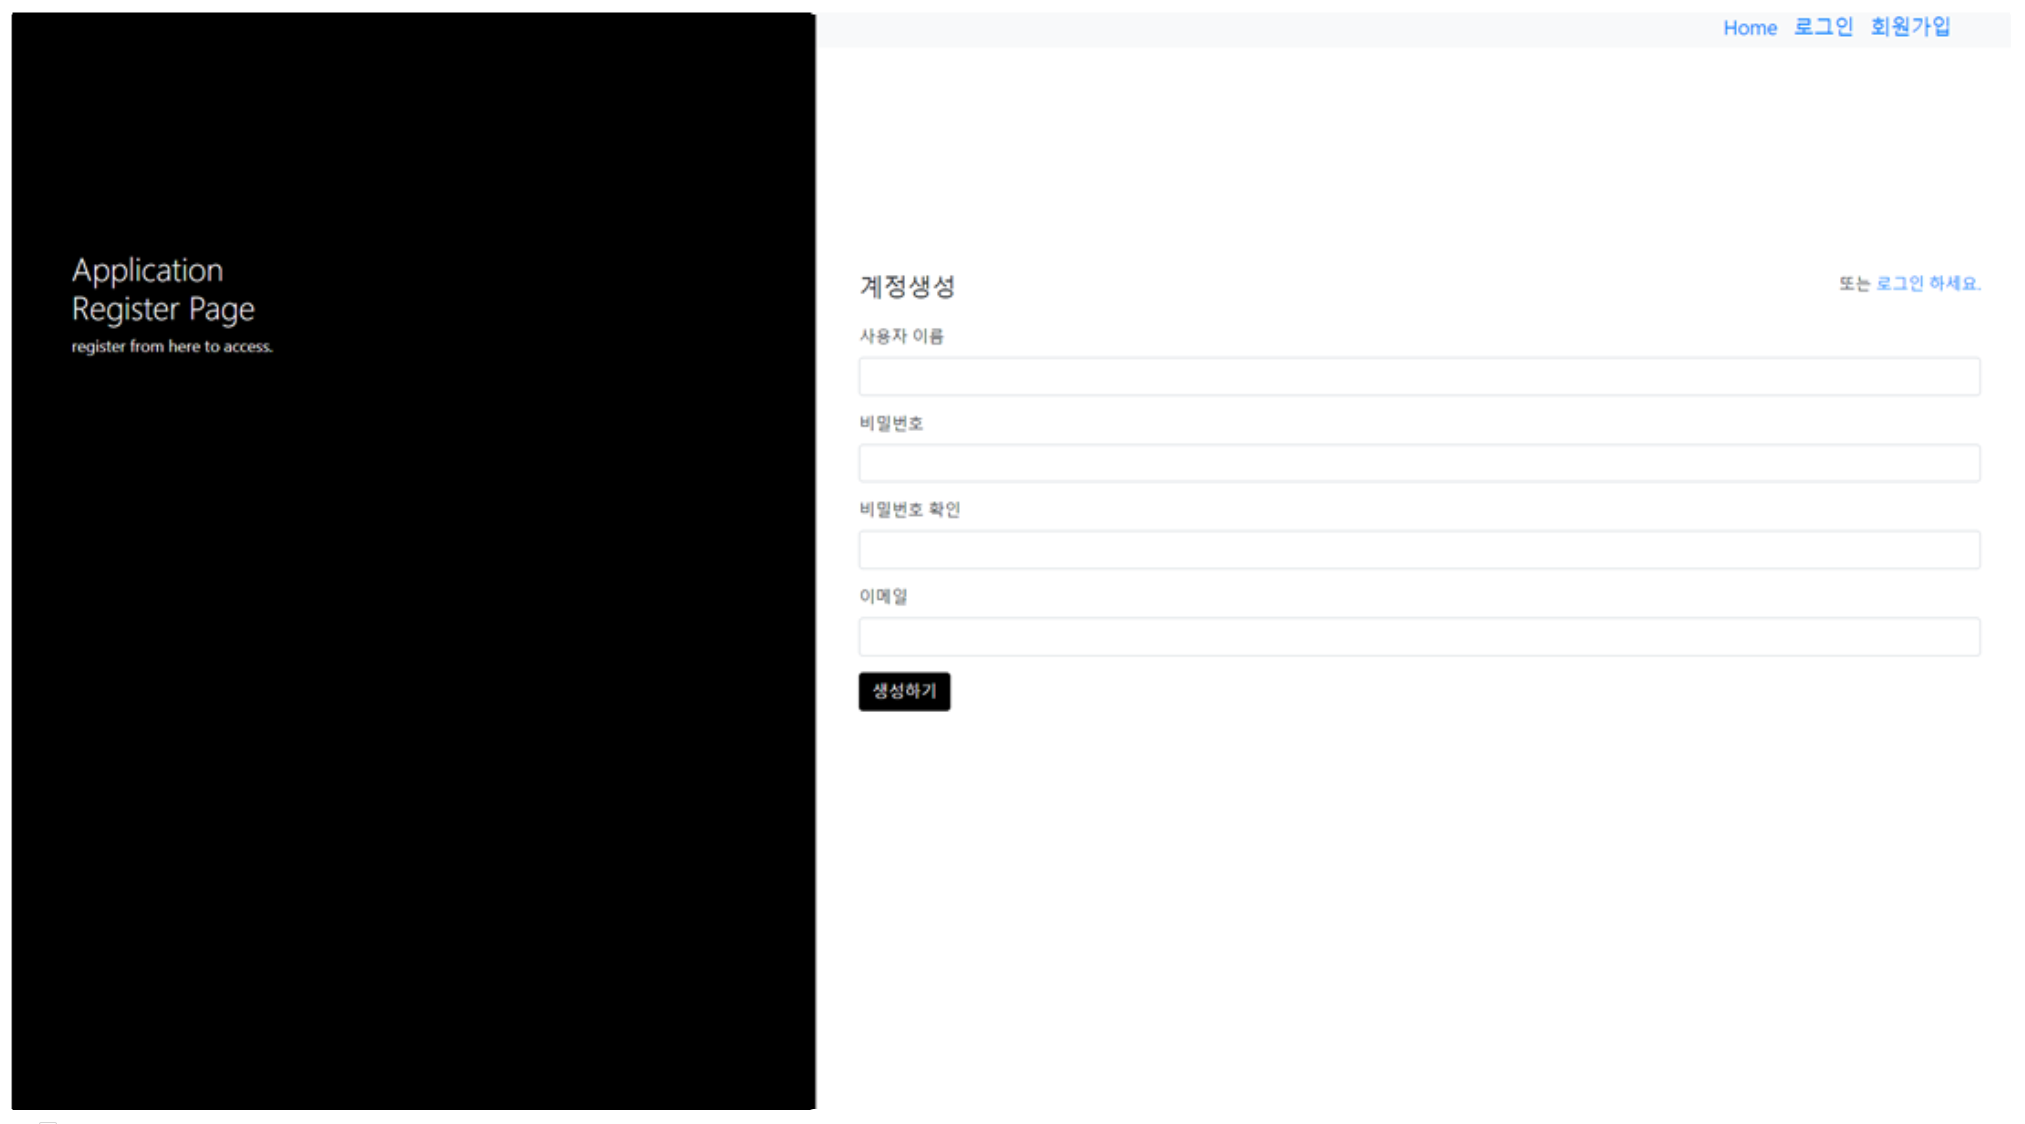 Home 로그인 회원가입
Application
Register Page
register from here to access.
계정생성
또는 로그인 하세요.
사용자 이름
비밀번호
비밀번호 확인
이메일
생성하기